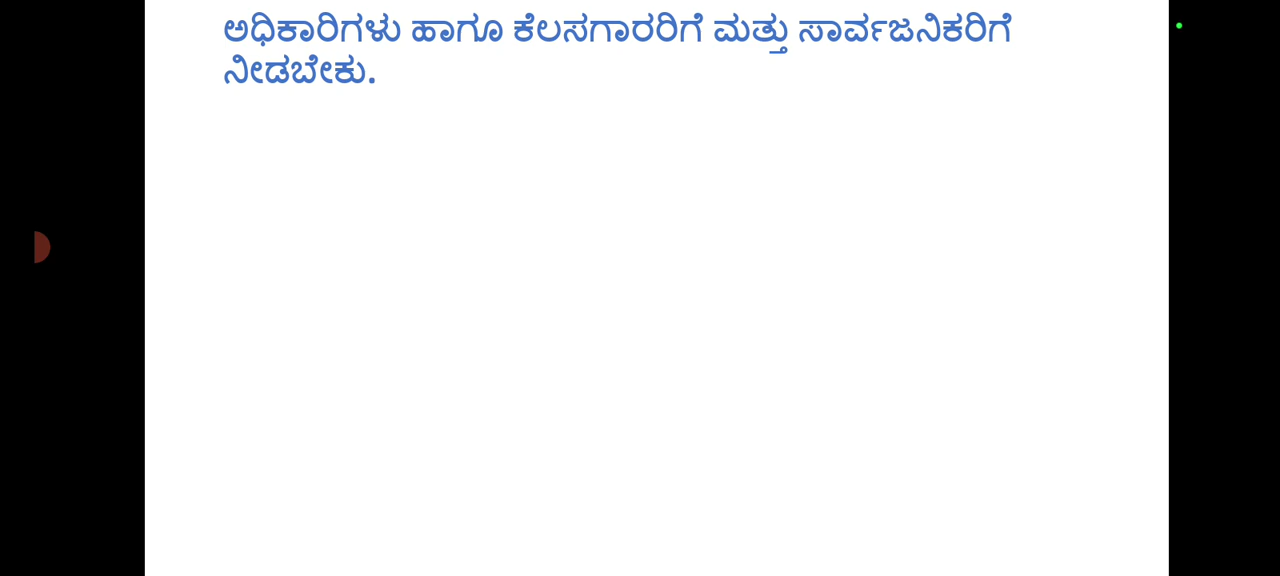 ಅಧಿಕಾರಿಗಳು ಹಾಗೂ ಕೆಲಸಗಾರರಿಗೆ ಮತ್ತು ಸಾರ್ವಜನಿಕರಿಗೆ
ನೀಡಬೇಕು.